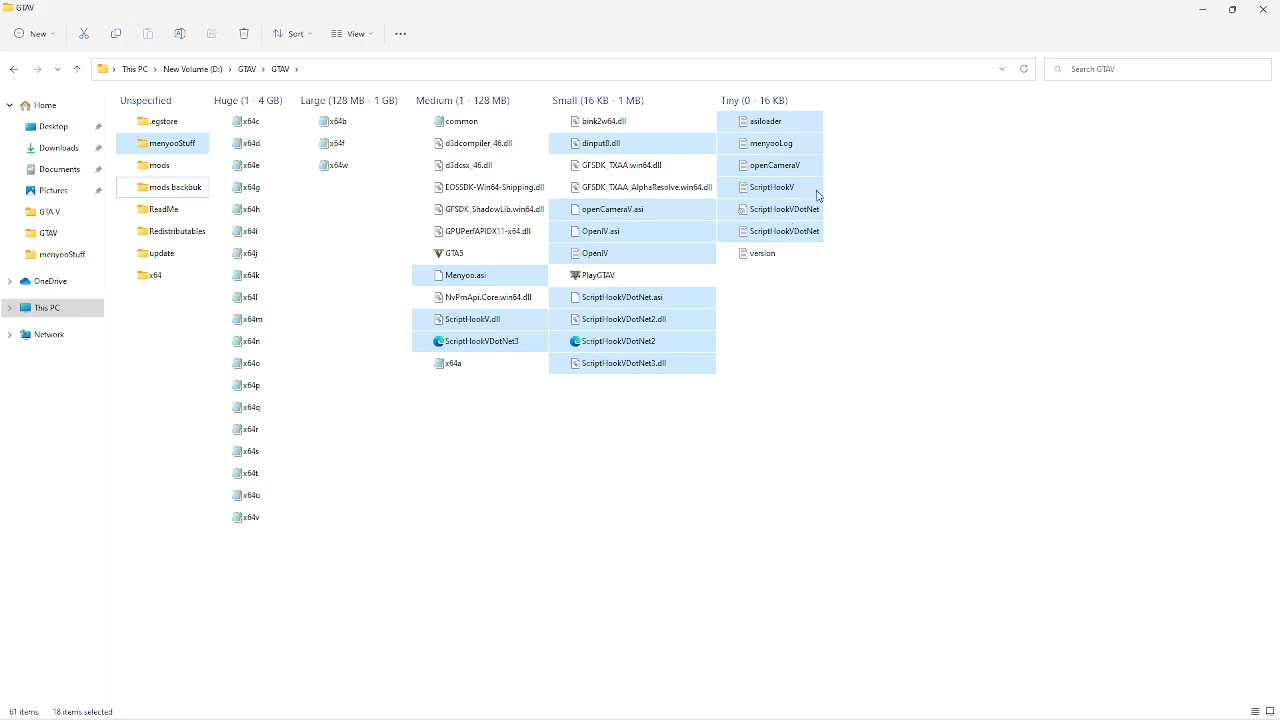 GTAV
New
Sort
View
This PC > New Volume (D:) > GTAV > GTAV >
Search GTAV
Home
Desktop
Downloads
Documents
Pictures
GTA V
GTAV
menyooStuff
OneDrive
This PC
Network
Unspecified
.egstore
menyooStuff
mods
mods backbuk
ReadMe
Redistributables
update
x64
Huge (1 - 4 GB)
x64c
x64d
x64e
x64g
x64h
x64i
x64j
x64k
x64l
x64m
x64n
x64o
x64p
x64q
x64r
x64s
x64t
x64u
x64v
Large (128 MB - 1 GB)
x64b
x64f
x64w
Medium (1 - 128 MB)
common
d3dcompiler_46.dll
d3dcsx_46.dll
EOSSDK-Win64-Shipping.dll
GFSDK_ShadowLib.win64.dll
GPUPerfAPIDX11-x64.dll
GTA5
Menyoo.asi
NvPmApi.Core.win64.dll
ScriptHookV.dll
ScriptHookVDotNet3
x64a
Small (16 KB - 1 MB)
bink2w64.dll
dinput8.dll
GFSDK_TXAA.win64.dll
GFSDK_TXAA_AlphaResolve.win64.dll
openCameraV.asi
OpenIV.asi
OpenIV
PlayGTAV
ScriptHookVDotNet.asi
ScriptHookVDotNet2.dll
ScriptHookVDotNet2
ScriptHookVDotNet3.dll
Tiny (0 - 16 KB)
asiloader
menyooLog
openCameraV
ScriptHookV
ScriptHookVDotNet
ScriptHookVDotNet
version
61 items 18 items selected